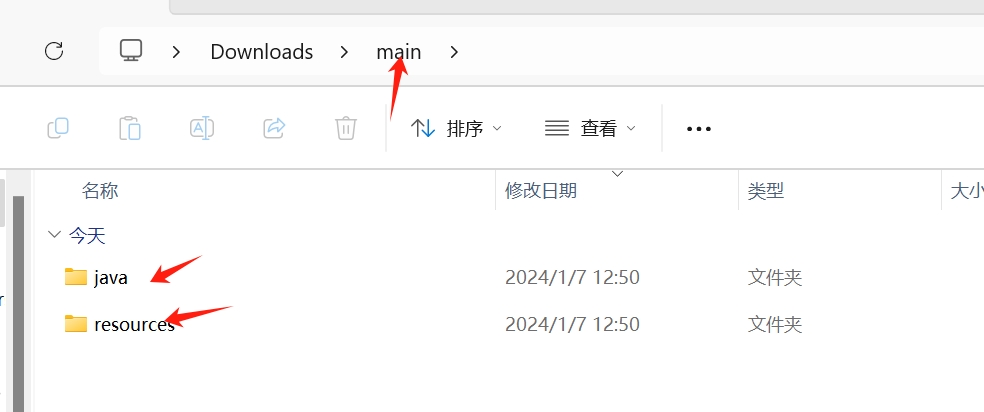 Downloads > main >
排序 查看 ...
名称 修改日期 类型 大小
今天
java 2024/1/7 12:50 文件夹
resources 2024/1/7 12:50 文件夹